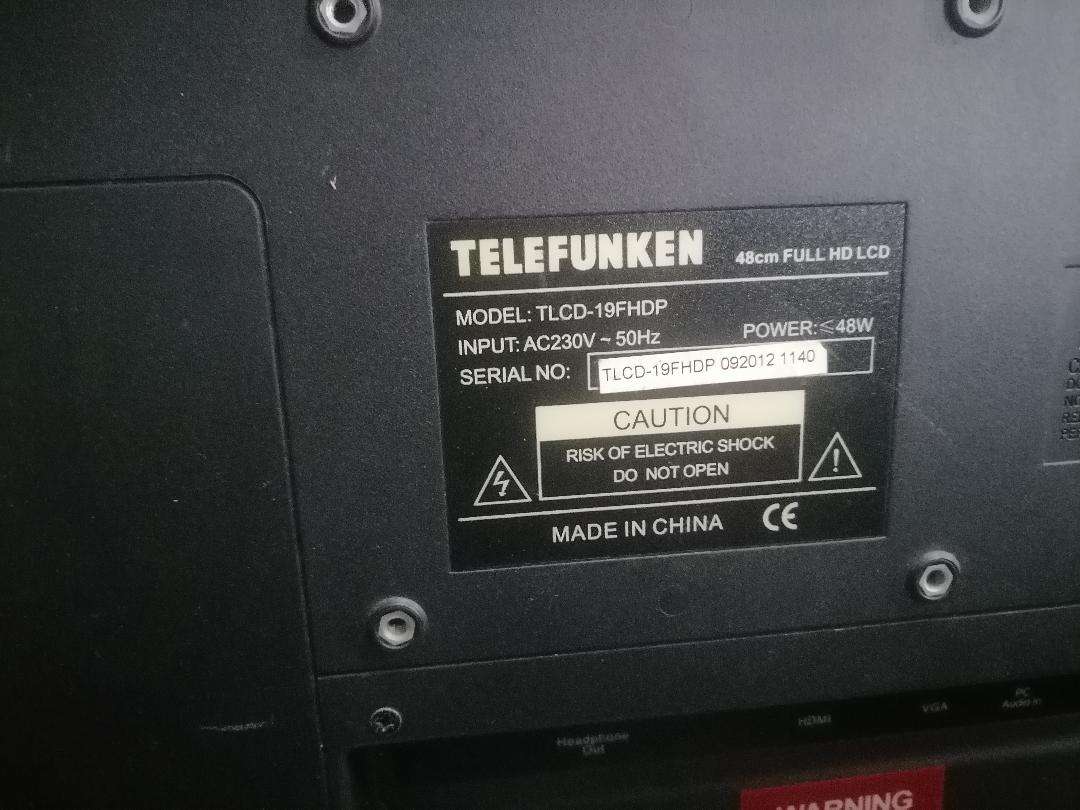 TELEFUNKEN 48cm FULL HD LCD
MODEL: TLCD-19FHDP
INPUT: AC230V ~ 50Hz POWER: ≤48W
SERIAL NO: TLCD-19FHDP 092012 1140
CAUTION
RISK OF ELECTRIC SHOCK
DO NOT OPEN
MADE IN CHINA CE
Headphone
Out
HDMI
VGA
PC
Audio in
WARNING